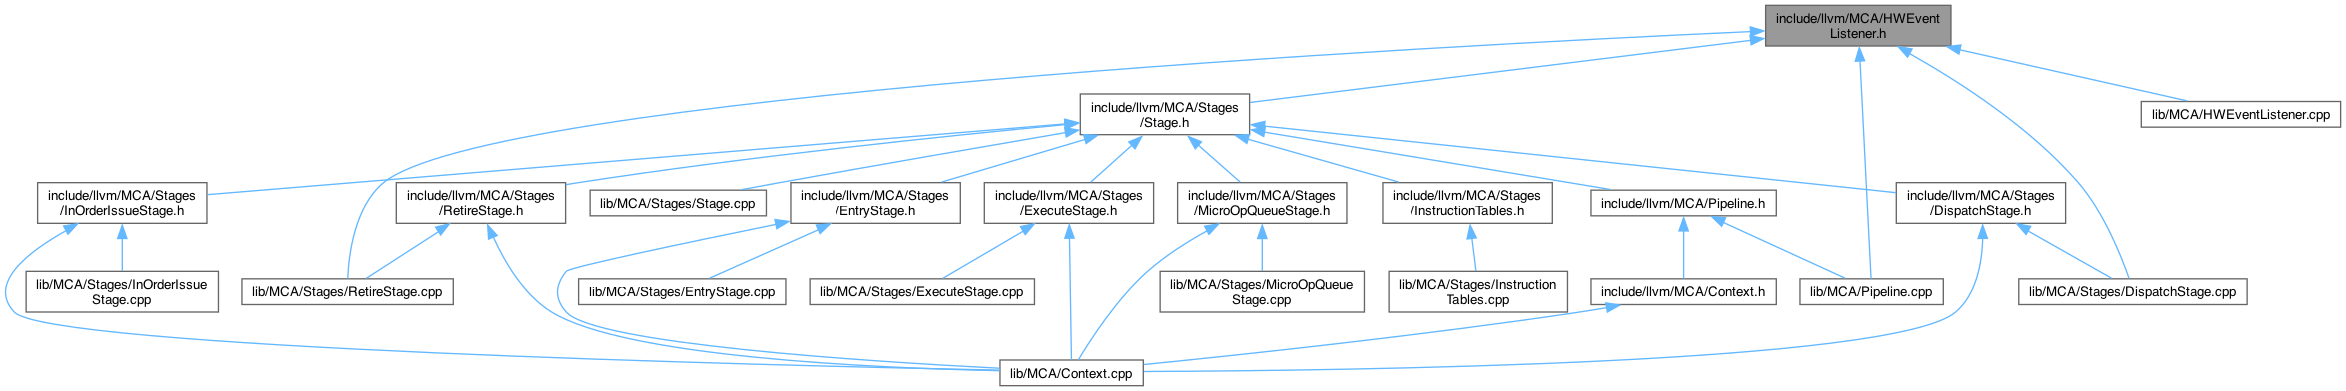 include/llvm/MCA/HWEvent
Listener.h
include/llvm/MCA/Stages
/Stage.h
lib/MCA/HWEventListener.cpp
include/llvm/MCA/Stages
/InOrderIssueStage.h
include/llvm/MCA/Stages
/RetireStage.h
lib/MCA/Stages/Stage.cpp
include/llvm/MCA/Stages
/EntryStage.h
include/llvm/MCA/Stages
/ExecuteStage.h
include/llvm/MCA/Stages
/MicroOpQueueStage.h
include/llvm/MCA/Stages
/InstructionTables.h
include/llvm/MCA/Pipeline.h
include/llvm/MCA/Stages
/DispatchStage.h
lib/MCA/Stages/InOrderIssue
Stage.cpp
lib/MCA/Stages/RetireStage.cpp
lib/MCA/Stages/EntryStage.cpp
lib/MCA/Stages/ExecuteStage.cpp
lib/MCA/Stages/MicroOpQueue
Stage.cpp
lib/MCA/Stages/Instruction
Tables.cpp
include/llvm/MCA/Context.h
lib/MCA/Pipeline.cpp
lib/MCA/Stages/DispatchStage.cpp
lib/MCA/Context.cpp